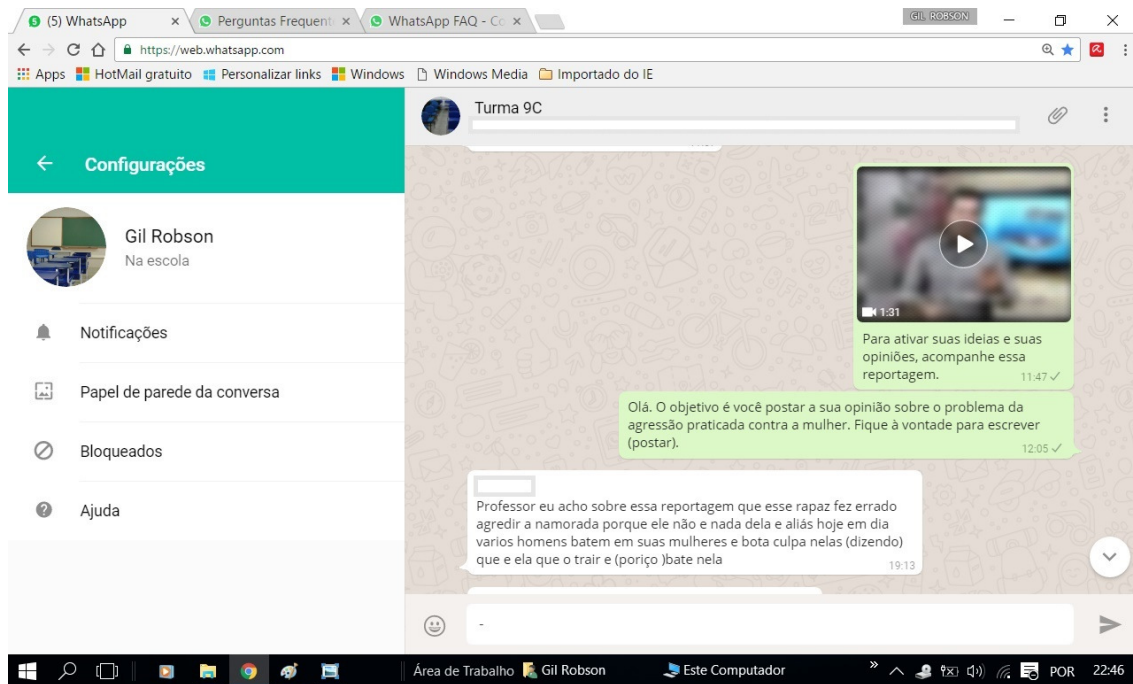 (5) WhatsApp
Perguntas Frequent
WhatsApp FAQ - Co
GIL ROBSON
https://web.whatsapp.com
Apps
HotMail gratuito
Personalizar links
Windows
Windows Media
Importado do IE
Configurações
Gil Robson
Na escola
Notificações
Papel de parede da conversa
Bloqueados
Ajuda
Turma 9C
1:31
Para ativar suas ideias e suas
opiniões, acompanhe essa
reportagem.
11:47
Olá. O objetivo é você postar a sua opinião sobre o problema da
agressão praticada contra a mulher. Fique à vontade para escrever
(postar).
12:05
Professor eu acho sobre essa reportagem que esse rapaz fez errado
agredir a namorada porque ele não e nada dela e aliás hoje em dia
varios homens batem em suas mulheres e bota culpa nelas (dizendo)
que e ela que o trair e (poriço )bate nela
19:13
-
Área de Trabalho
Gil Robson
Este Computador
»
POR
22:46